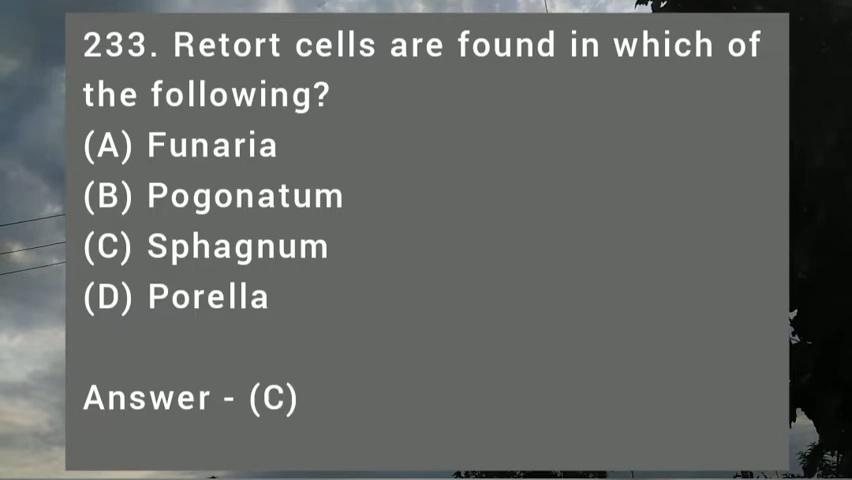 233. Retort cells are found in which of
the following?
(A) Funaria
(B) Pogonatum
(C) Sphagnum
(D) Porella
Answer - (C)